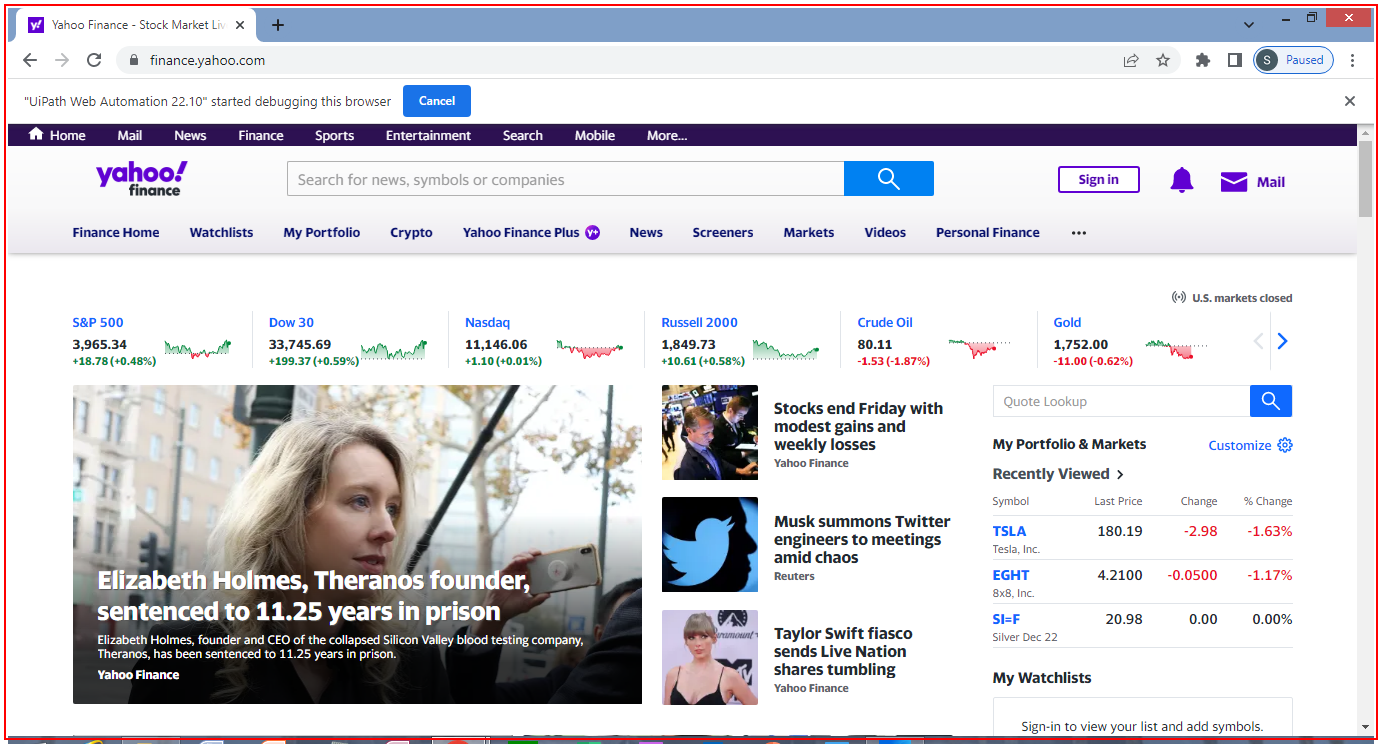 Yahoo Finance - Stock Market Liv
finance.yahoo.com
S
Paused
"UiPath Web Automation 22.10" started debugging this browser
Cancel
Home Mail News Finance Sports Entertainment Search Mobile More...
yahoo!
finance
Search for news, symbols or companies
Sign in
Mail
Finance Home Watchlists My Portfolio Crypto Yahoo Finance Plus y+ News Screeners Markets Videos Personal Finance
U.S. markets closed
S&P 500
3,965.34
+18.78 (+0.48%)
Dow 30
33,745.69
+199.37 (+0.59%)
Nasdaq
11,146.06
+1.10 (+0.01%)
Russell 2000
1,849.73
+10.61 (+0.58%)
Crude Oil
80.11
-1.53 (-1.87%)
Gold
1,752.00
-11.00 (-0.62%)
Elizabeth Holmes, Theranos founder,
sentenced to 11.25 years in prison
Elizabeth Holmes, founder and CEO of the collapsed Silicon Valley blood testing company,
Theranos, has been sentenced to 11.25 years in prison.
Yahoo Finance
Stocks end Friday with
modest gains and
weekly losses
Yahoo Finance
Musk summons Twitter
engineers to meetings
amid chaos
Reuters
Taylor Swift fiasco
sends Live Nation
shares tumbling
Yahoo Finance
Quote Lookup
My Portfolio & Markets
Customize
Recently Viewed
Symbol Last Price Change % Change
TSLA 180.19 -2.98 -1.63%
Tesla, Inc.
EGHT 4.2100 -0.0500 -1.17%
8x8, Inc.
SI=F 20.98 0.00 0.00%
Silver Dec 22
My Watchlists
Sign-in to view your list and add symbols.